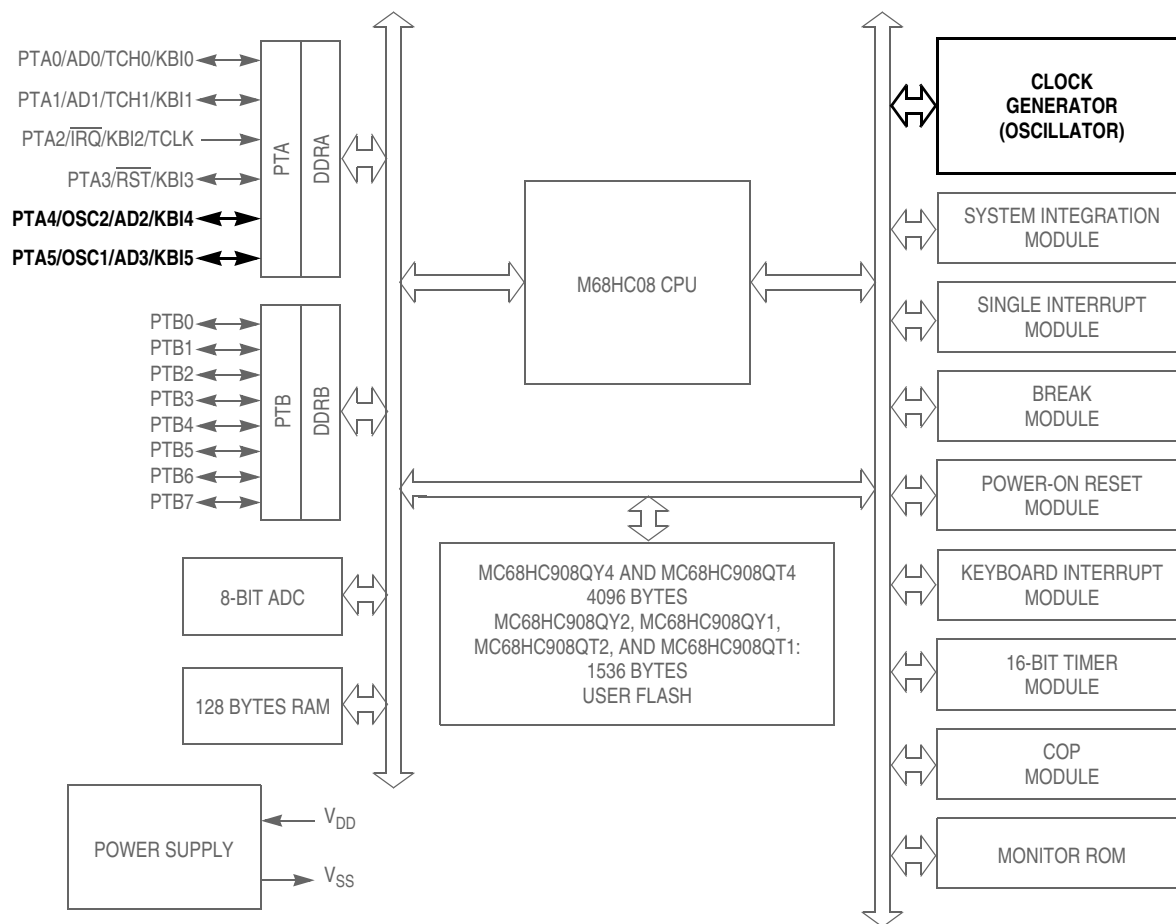 PTA0/AD0/TCH0/KBI0
PTA1/AD1/TCH1/KBI1
PTA2/IRQ/KBI2/TCLK
PTA3/RST/KBI3
PTA4/OSC2/AD2/KBI4
PTA5/OSC1/AD3/KBI5
PTA
DDRA
PTB0
PTB1
PTB2
PTB3
PTB4
PTB5
PTB6
PTB7
PTB
DDRB
8-BIT ADC
128 BYTES RAM
POWER SUPPLY
VDD
VSS
M68HC08 CPU
MC68HC908QY4 AND MC68HC908QT4
4096 BYTES
MC68HC908QY2, MC68HC908QY1,
MC68HC908QT2, AND MC68HC908QT1:
1536 BYTES
USER FLASH
CLOCK
GENERATOR
(OSCILLATOR)
SYSTEM INTEGRATION
MODULE
SINGLE INTERRUPT
MODULE
BREAK
MODULE
POWER-ON RESET
MODULE
KEYBOARD INTERRUPT
MODULE
16-BIT TIMER
MODULE
COP
MODULE
MONITOR ROM